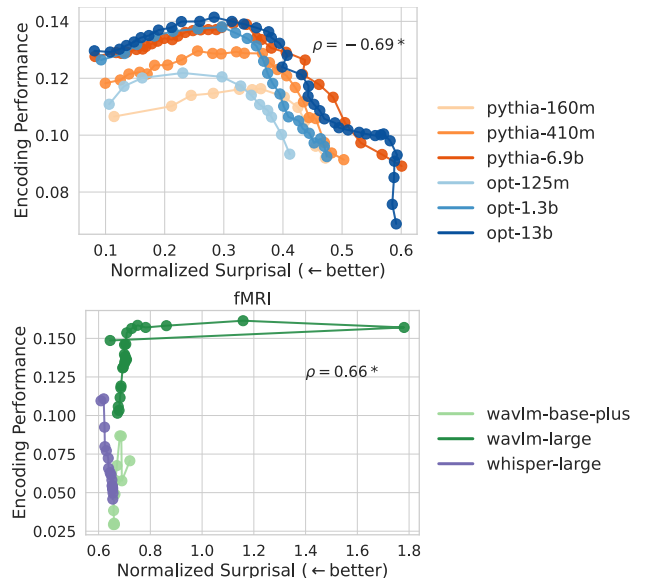 0.14
0.12
0.10
0.08
Encoding Performance
ρ = −0.69 *
0.1 0.2 0.3 0.4 0.5 0.6
Normalized Surprisal (←better)
pythia-160m
pythia-410m
pythia-6.9b
opt-125m
opt-1.3b
opt-13b
fMRI
0.150
0.125
0.100
0.075
0.050
0.025
Encoding Performance
ρ = 0.66 *
0.6 0.8 1.0 1.2 1.4 1.6 1.8
Normalized Surprisal (←better)
wavlm-base-plus
wavlm-large
whisper-large